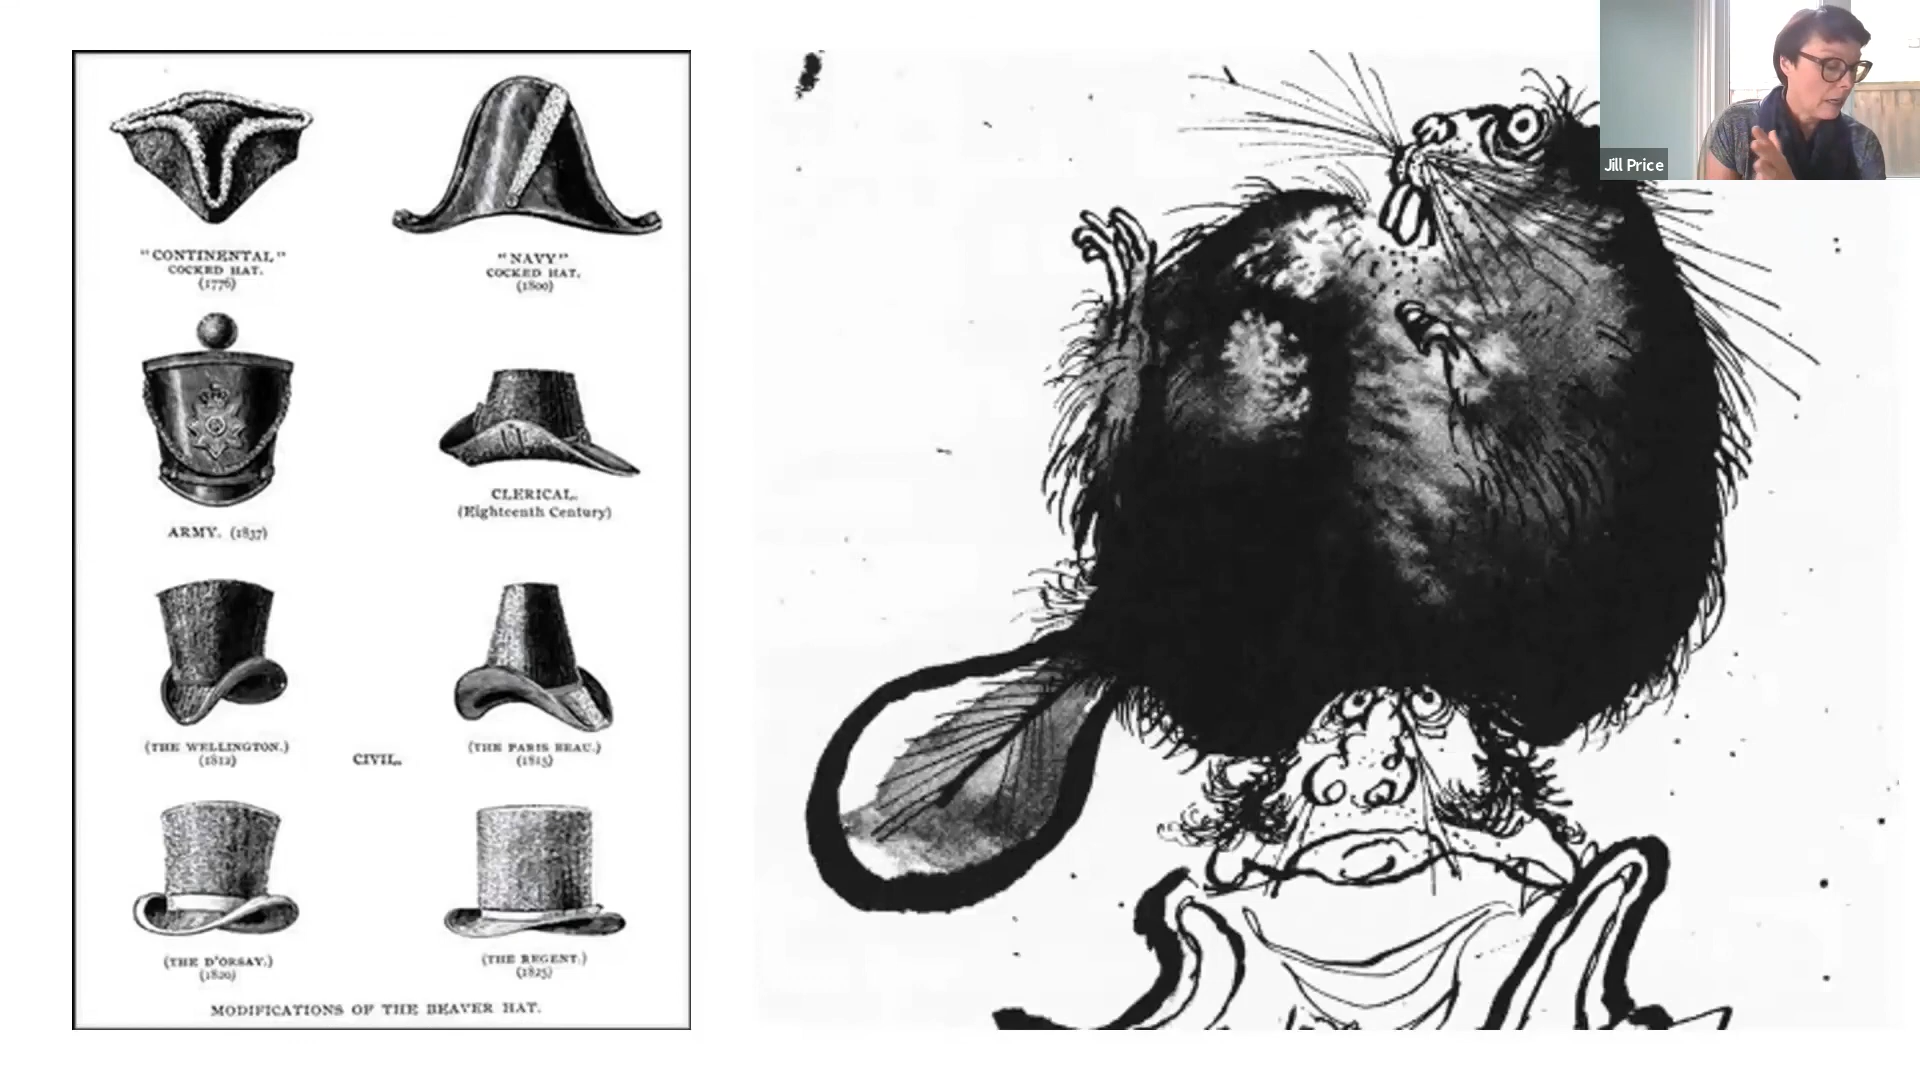 "CONTINENTAL"
COCKED HAT.
(1776)
"NAVY"
COCKED HAT.
(1800)
ARMY. (1837)
CLERICAL.
(Eighteenth Century)
(THE WELLINGTON.)
(1812)
CIVIL.
(THE PARIS BEAU.)
(1815)
(THE D'ORSAY.)
(1820)
(THE REGENT.)
(1825)
MODIFICATIONS OF THE BEAVER HAT.
Jill Price